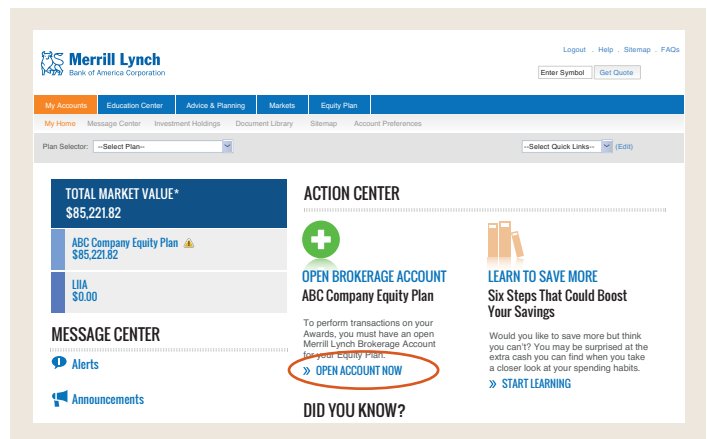 Logout . Help . Sitemap . FAQs
Merrill Lynch
Bank of America Corporation
Enter Symbol Get Quote
My Accounts Education Center Advice & Planning Markets Equity Plan
My Home Message Center Investment Holdings Document Library Sitemap Account Preferences
Plan Selector: --Select Plan-- --Select Quick Links-- (Edit)
TOTAL MARKET VALUE*
$85,221.82
ABC Company Equity Plan
$85,221.82
LIIA
$0.00
MESSAGE CENTER
Alerts
Announcements
ACTION CENTER
OPEN BROKERAGE ACCOUNT
ABC Company Equity Plan
To perform transactions on your
Awards, you must have an open
Merrill Lynch Brokerage Account
for your Equity Plan.
» OPEN ACCOUNT NOW
LEARN TO SAVE MORE
Six Steps That Could Boost
Your Savings
Would you like to save more but think
you can't? You may be surprised at the
extra cash you can find when you take
a closer look at your spending habits.
» START LEARNING
DID YOU KNOW?